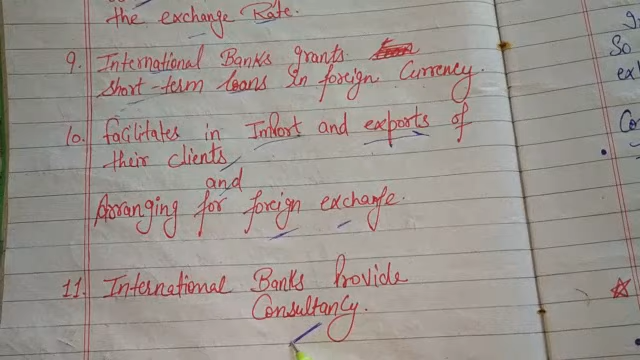 the exchange Rate.
9. International Banks grants
short-term loans in foreign Currency.
10. facilitates in Import and exports of
their clients
and
Arranging for foreign exchange.
11. International Banks Provide
Consultancy.
So